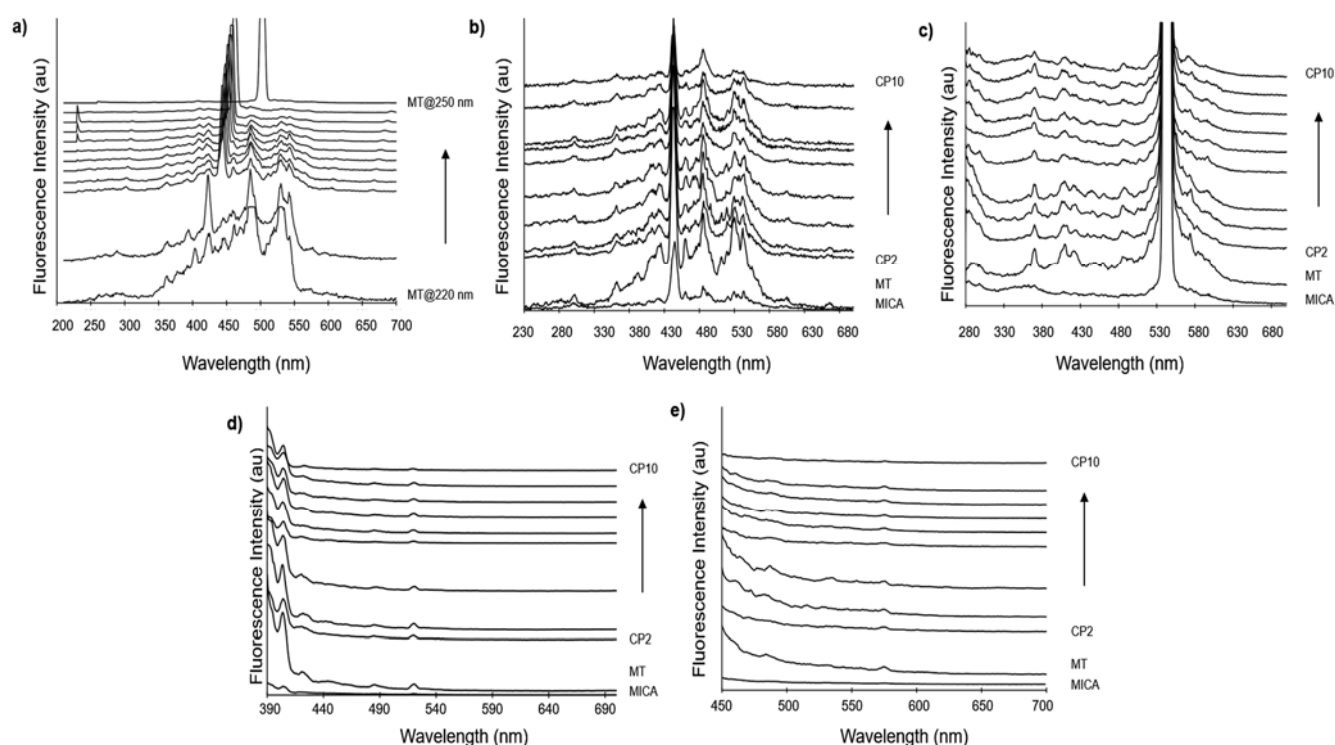 a)
Fluorescence Intensity (au)
MT@250 nm
MT@220 nm
200 250 300 350 400 450 500 550 600 650 700
Wavelength (nm)
b)
Fluorescence Intensity (au)
CP10
CP2
MT
MICA
230 280 330 380 430 480 530 580 630 680
Wavelength (nm)
c)
Fluorescence Intensity (au)
CP10
CP2
MT
MICA
280 330 380 430 480 530 580 630 680
Wavelength (nm)
d)
Fluorescence Intensity (au)
CP10
CP2
MT
MICA
390 440 490 540 590 640 690
Wavelength (nm)
e)
Fluorescence Intensity (au)
CP10
CP2
MT
MICA
450 500 550 600 650 700
Wavelength (nm)